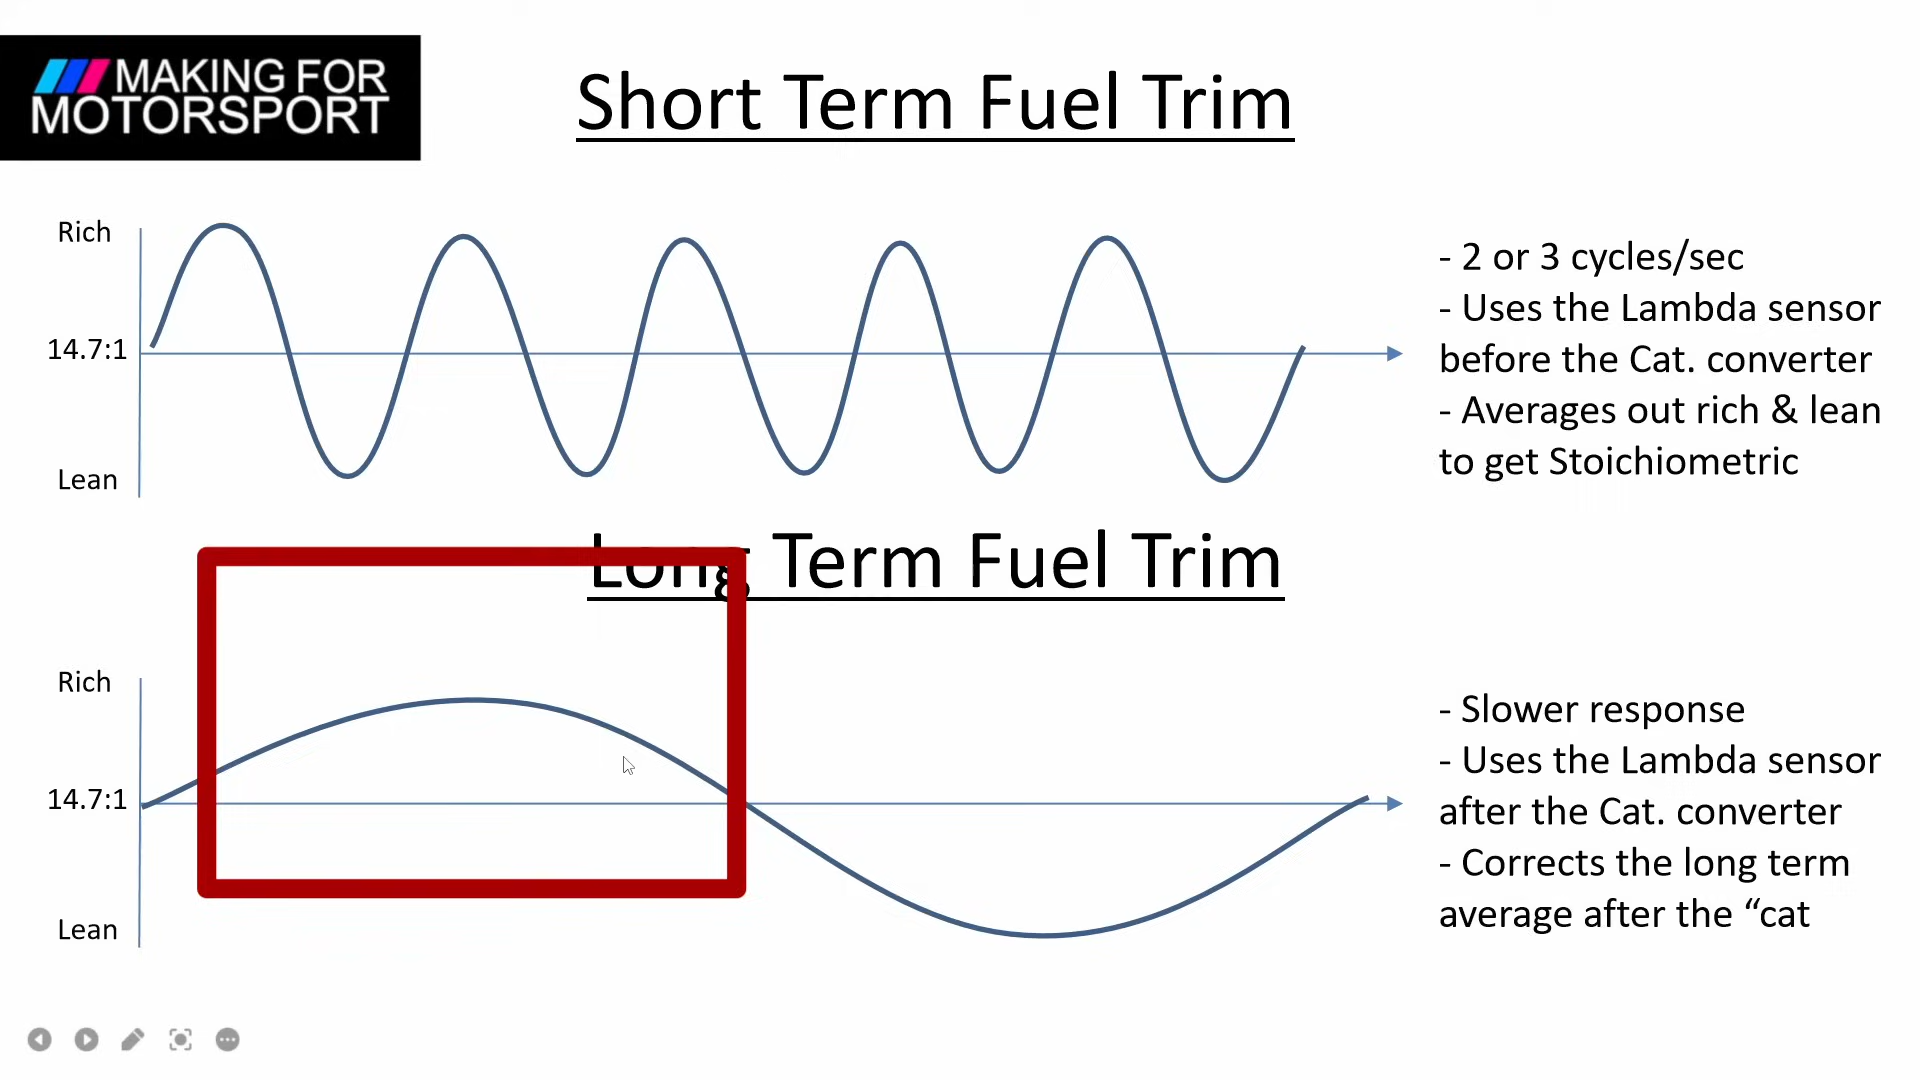 MAKING FOR
MOTORSPORT
Short Term Fuel Trim
Rich
14.7:1
Lean
- 2 or 3 cycles/sec
- Uses the Lambda sensor
before the Cat. converter
- Averages out rich & lean
to get Stoichiometric
Long Term Fuel Trim
Rich
14.7:1
Lean
- Slower response
- Uses the Lambda sensor
after the Cat. converter
- Corrects the long term
average after the “cat